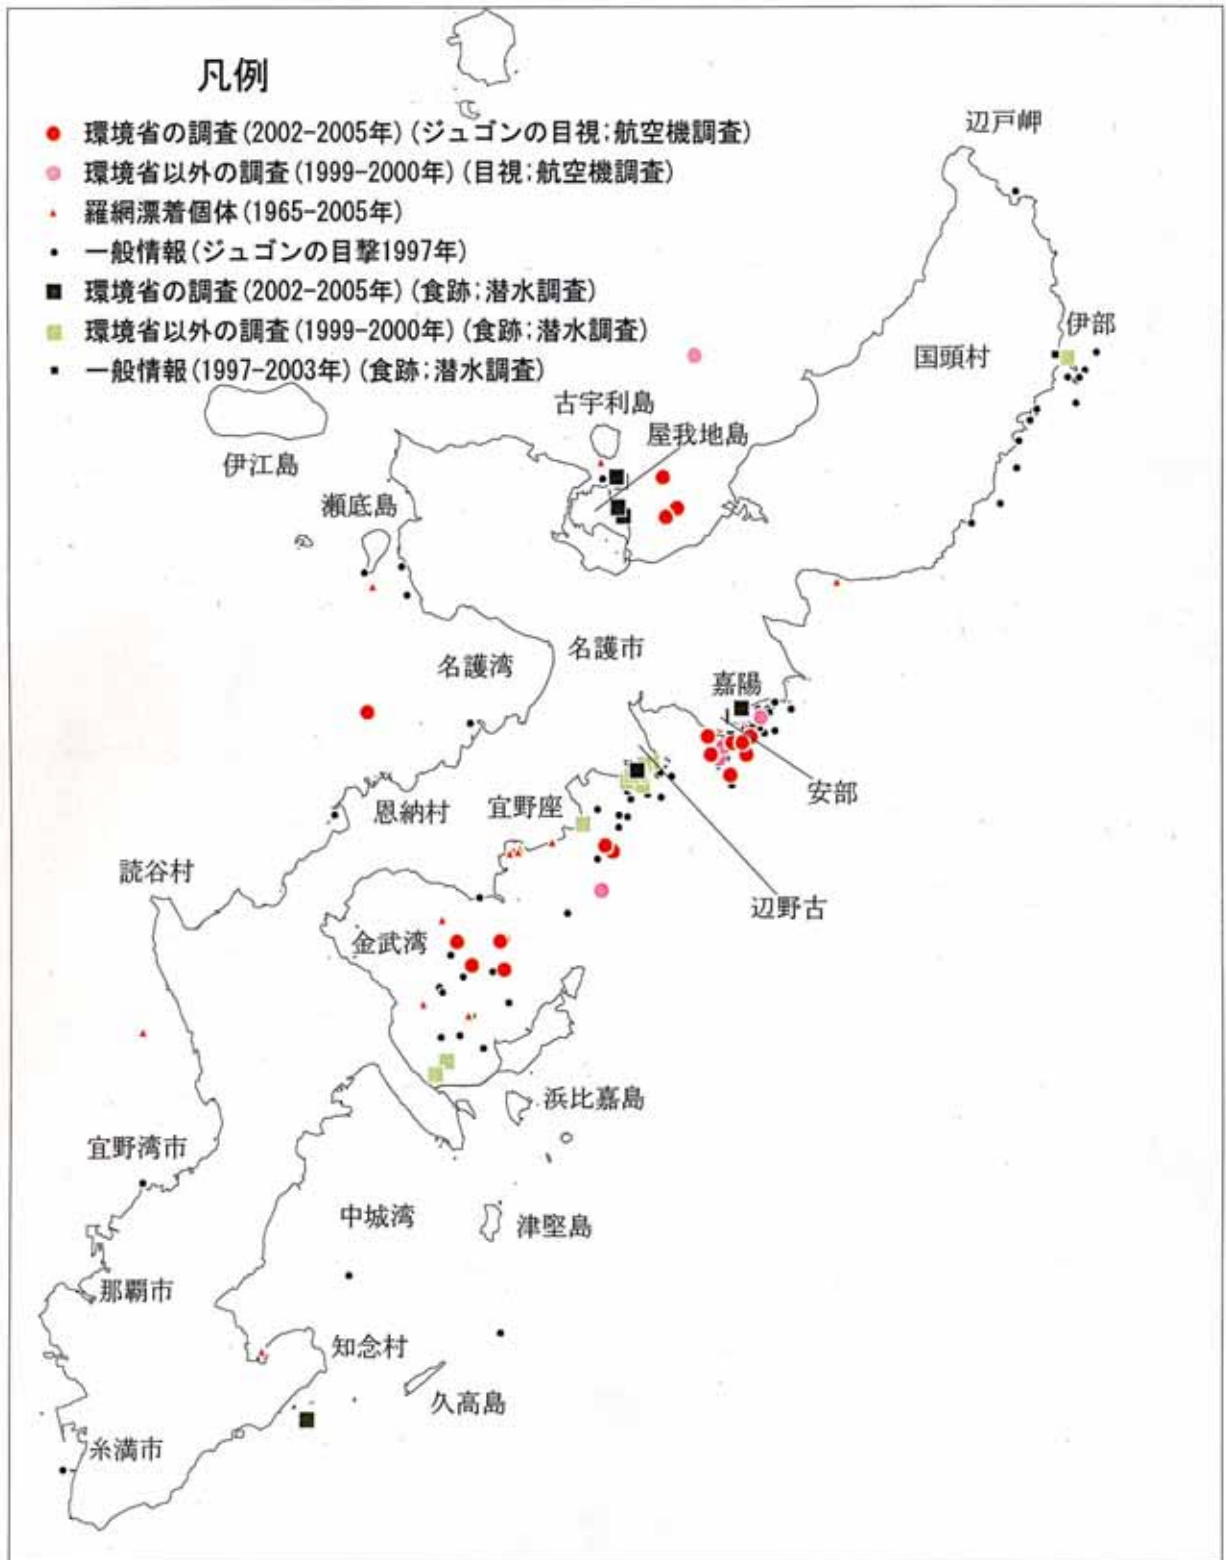 凡例
環境省の調査(2002-2005年)(ジュゴンの目視;航空機調査)
環境省以外の調査(1999-2000年)(目視;航空機調査)
羅網漂着個体(1965-2005年)
一般情報(ジュゴンの目撃1997年)
環境省の調査(2002-2005年)(食跡;潜水調査)
環境省以外の調査(1999-2000年)(食跡;潜水調査)
一般情報(1997-2003年)(食跡;潜水調査)
辺戸岬
伊部
国頭村
古宇利島
屋我地島
伊江島
瀬底島
名護市
名護湾
嘉陽
安部
恩納村
宜野座
読谷村
辺野古
金武湾
浜比嘉島
宜野湾市
中城湾
津堅島
那覇市
知念村
久高島
糸満市